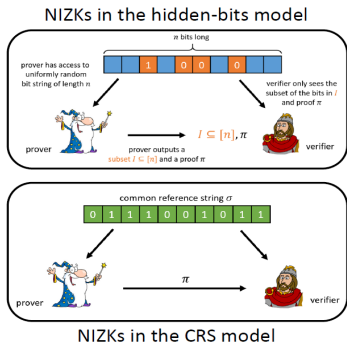 NIZKs in the hidden-bits model
n bits long
prover has access to
uniformly random
bit string of length n
1 0 0 0
verifier only sees the
subset of the bits in I
and proof π
I ⊆ [n], π
prover outputs a
subset I ⊆ [n] and a proof π
prover
verifier
common reference string σ
0 1 1 1 0 0 1 0 1 1
π
prover
verifier
NIZKs in the CRS model